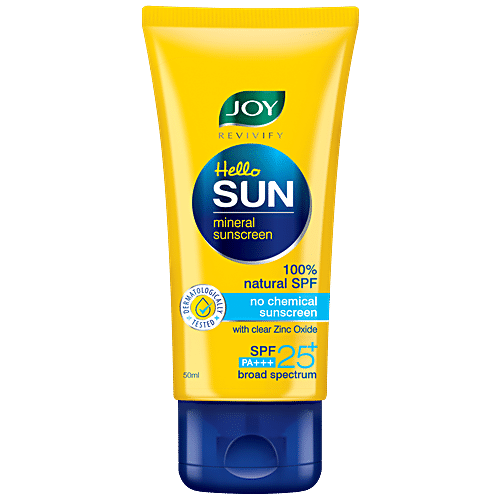 JOY
REVIVIFY
Hello
SUN
mineral
sunscreen
100%
natural SPF
no chemical
sunscreen
with clear Zinc Oxide
DERMATOLOGICALLY
TESTED
SPF 25+
PA+++
50ml
broad spectrum